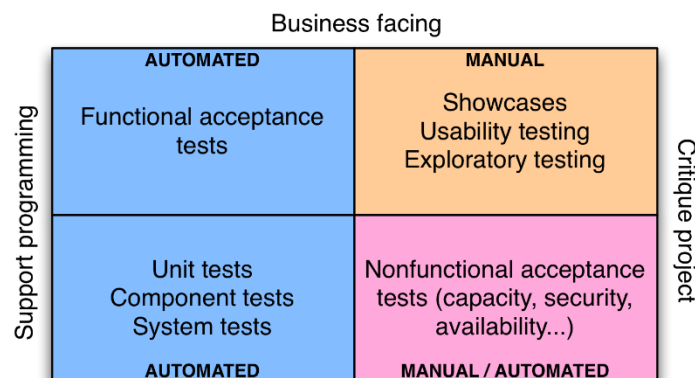 Business facing
AUTOMATED
Functional acceptance
tests
MANUAL
Showcases
Usability testing
Exploratory testing
Support programming
Critique project
Unit tests
Component tests
System tests
AUTOMATED
Nonfunctional acceptance
tests (capacity, security,
availability...)
MANUAL / AUTOMATED